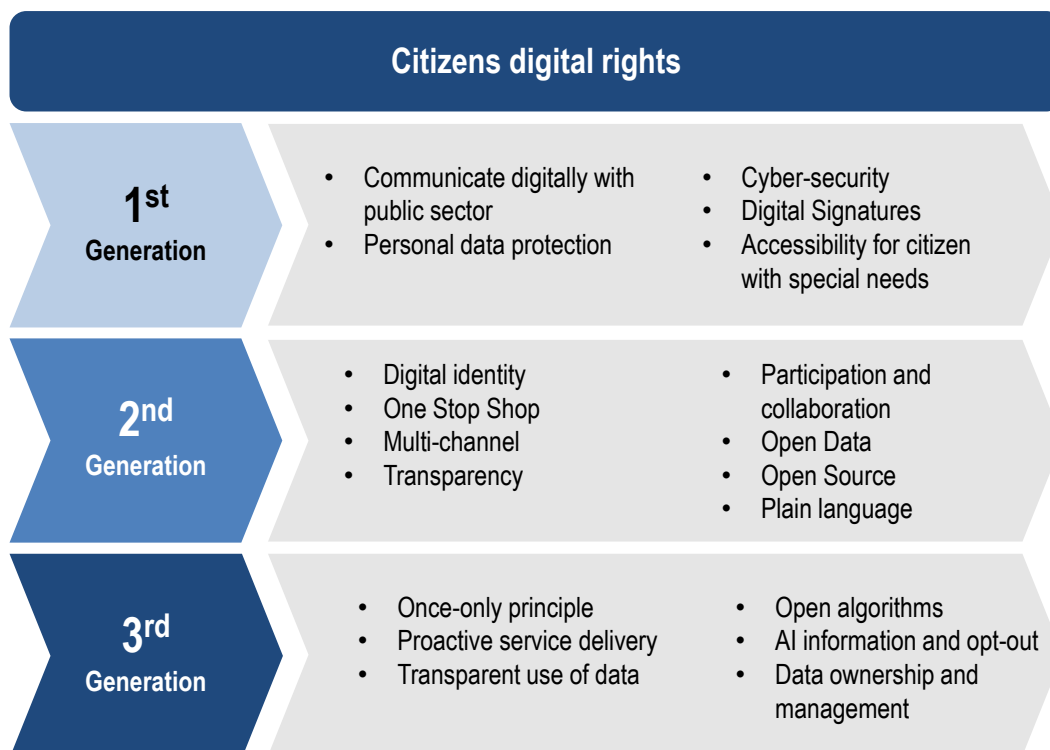 Citizens digital rights
1st
Generation
• Communicate digitally with
public sector
• Personal data protection
• Cyber-security
• Digital Signatures
• Accessibility for citizen
with special needs
2nd
Generation
• Digital identity
• One Stop Shop
• Multi-channel
• Transparency
• Participation and
collaboration
• Open Data
• Open Source
• Plain language
3rd
Generation
• Once-only principle
• Proactive service delivery
• Transparent use of data
• Open algorithms
• AI information and opt-out
• Data ownership and
management